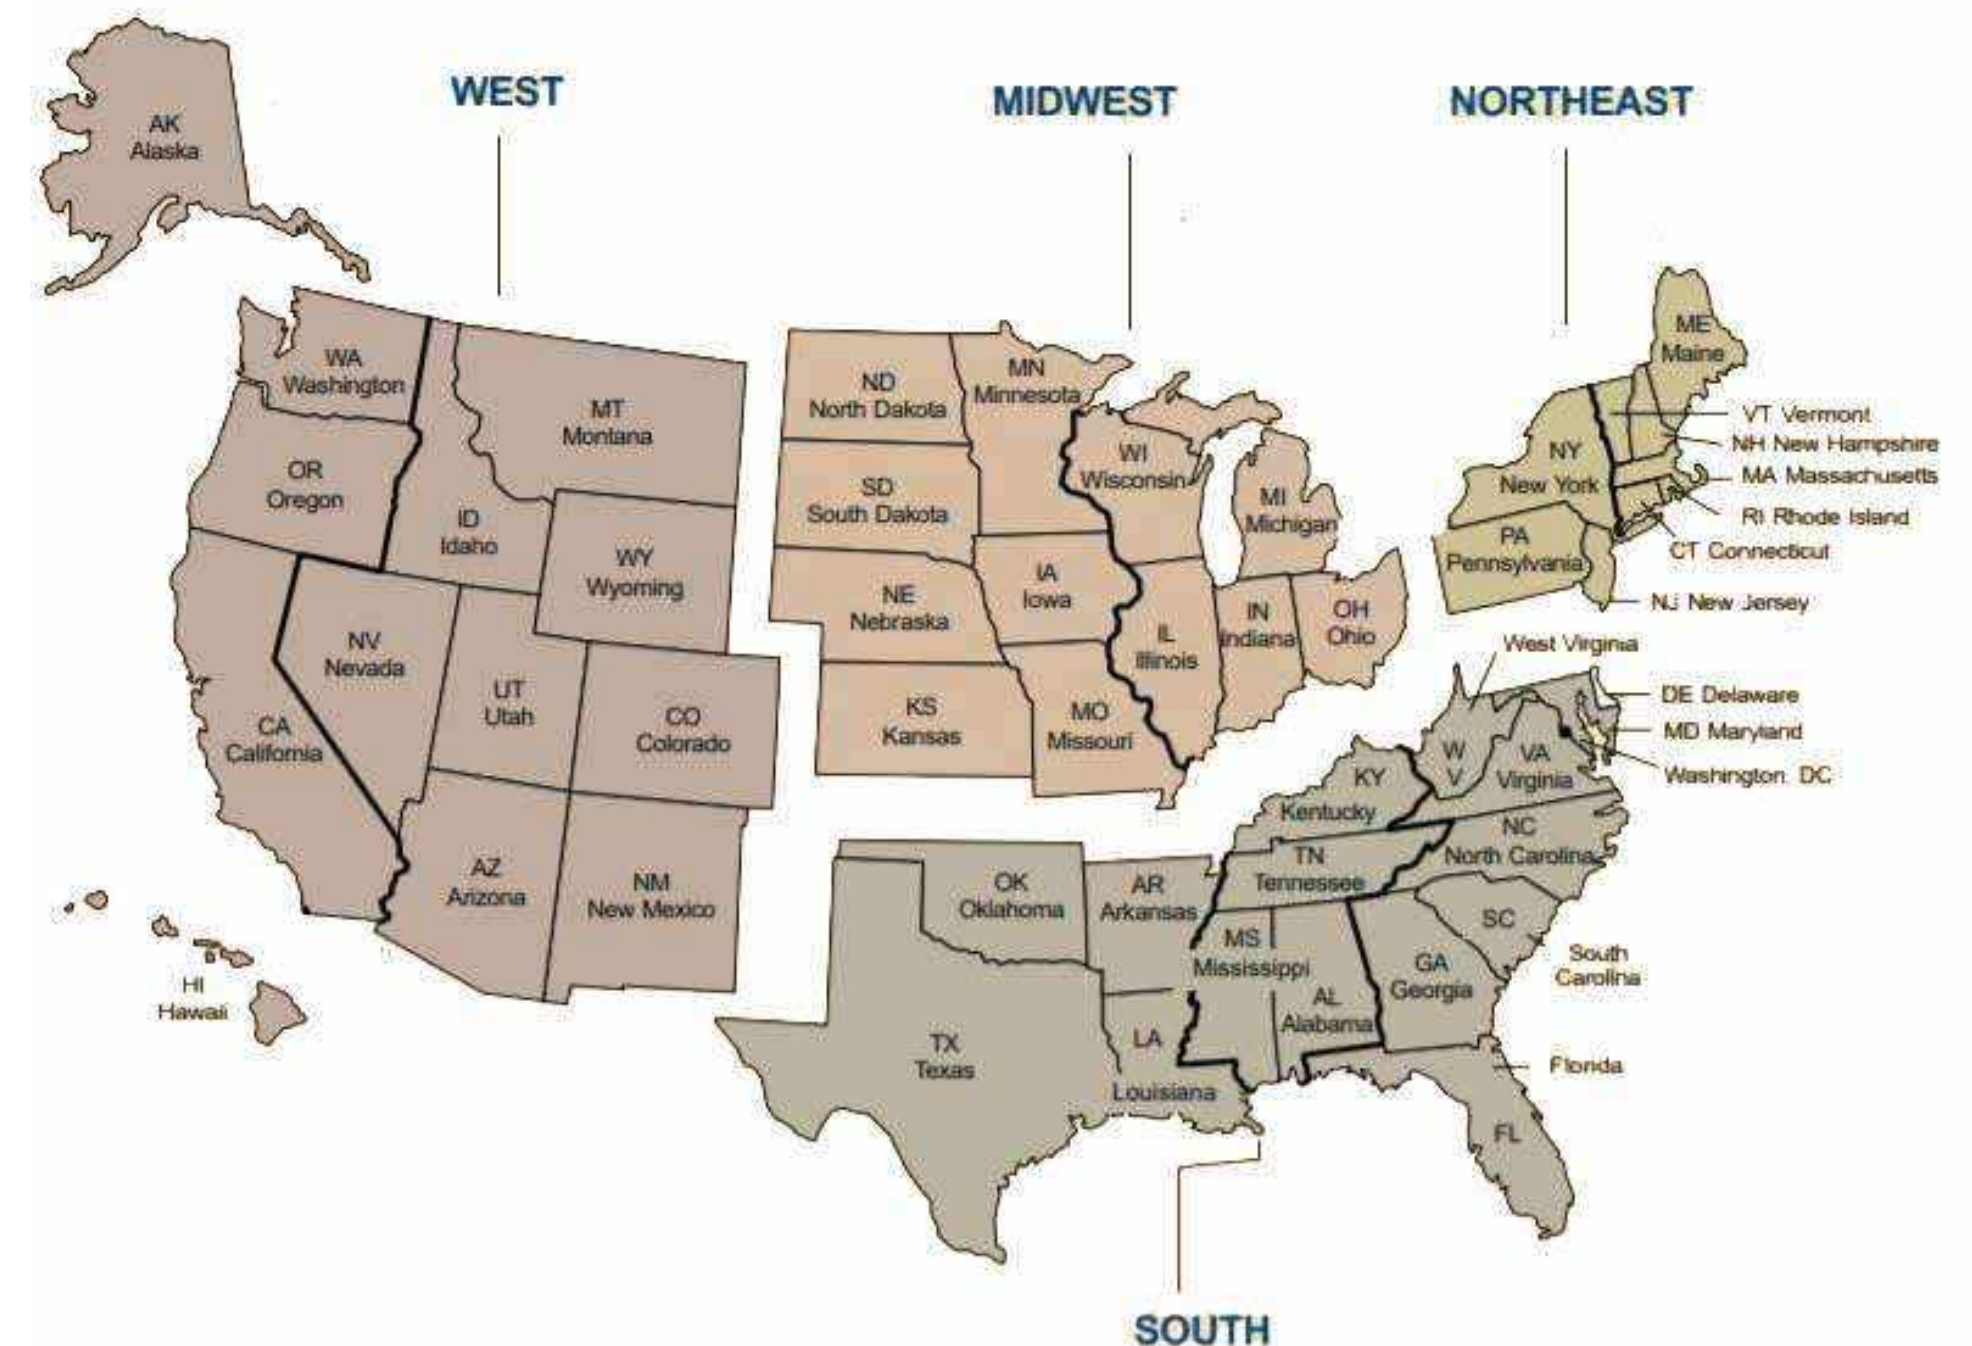 WEST
MIDWEST
NORTHEAST
AK
Alaska
WA
Washington
MT
Montana
OR
Oregon
ID
Idaho
WY
Wyoming
NV
Nevada
UT
Utah
CO
Colorado
CA
California
AZ
Arizona
NM
New Mexico
HI
Hawaii
ND
North Dakota
MN
Minnesota
SD
South Dakota
WI
Wisconsin
MI
Michigan
NE
Nebraska
IA
Iowa
IL
Illinois
IN
Indiana
OH
Ohio
KS
Kansas
MO
Missouri
ME
Maine
VT Vermont
NH New Hampshire
NY
New York
MA Massachusetts
RI Rhode Island
CT Connecticut
PA
Pennsylvania
NJ New Jersey
West Virginia
DE Delaware
MD Maryland
Washington DC
W
V
VA
Virginia
KY
Kentucky
NC
North Carolina
TN
Tennessee
OK
Oklahoma
AR
Arkansas
SC
South
Carolina
MS
Mississippi
AL
Alabama
GA
Georgia
TX
Texas
LA
Louisiana
Florida
FL
SOUTH